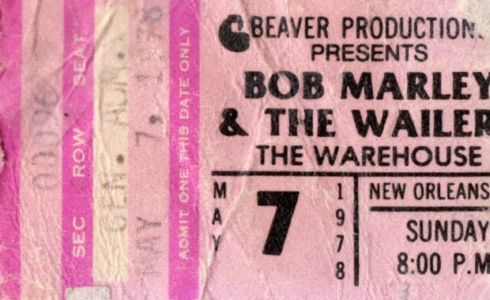 00096
SEC ROW SEAT
GEN. ADM.
MAY 7, 1978
ADMIT ONE THIS DATE ONLY
BEAVER PRODUCTION
PRESENTS
BOB MARLEY
& THE WAILER
THE WAREHOUSE
MAY 7 1978
NEW ORLEANS
SUNDAY
8:00 P.M